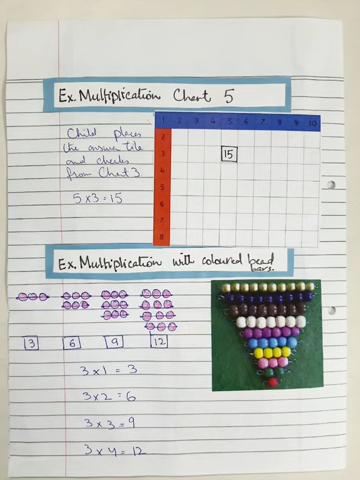 Ex. Multiplication Chart 5
1 2 3 4 5 6 7 8 9 10
2
3
4
5
6
7
8
15
Child places
the answer tile
and checks
from Chart 3
5 x 3 = 15
Ex. Multiplication with coloured bead
bars.
3 6 9 12
3 x 1 = 3
3 x 2 = 6
3 x 3 = 9
3 x 4 = 12